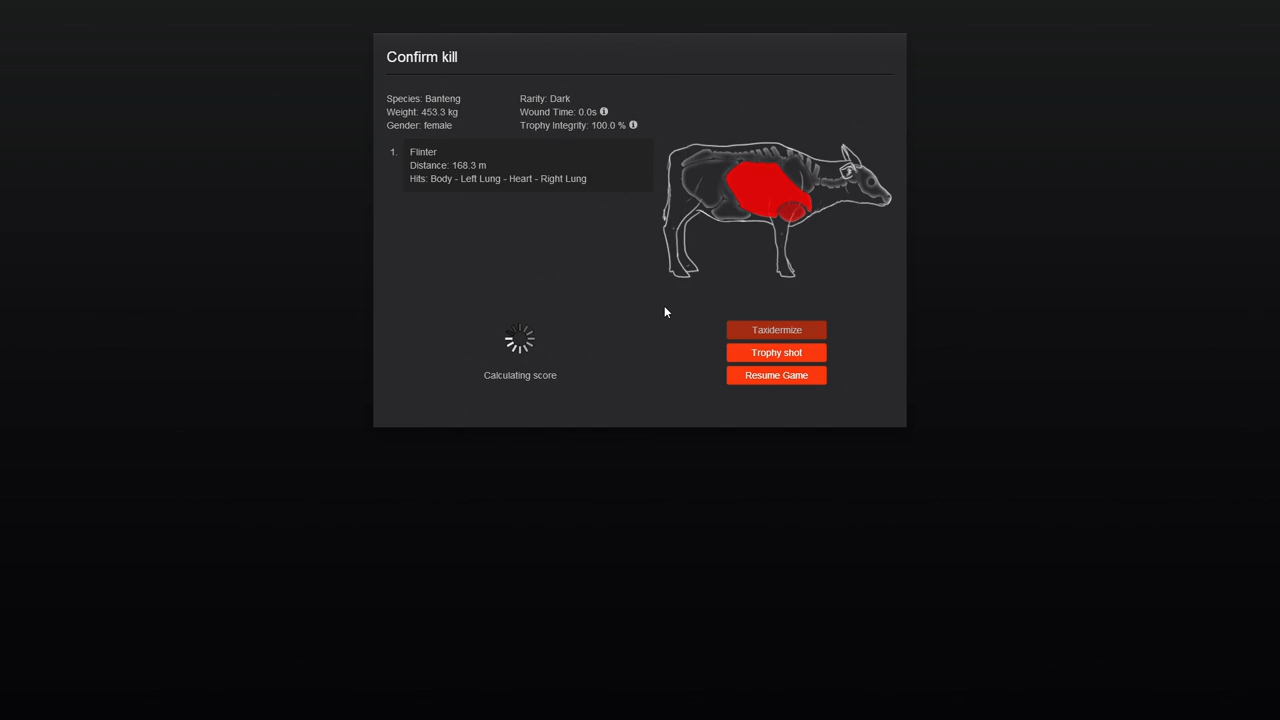 Confirm kill
Species: Banteng
Rarity: Dark
Weight: 453.3 kg
Wound Time: 0.0s
Gender: female
Trophy Integrity: 100.0 %
1. Flinter
Distance: 168.3 m
Hits: Body - Left Lung - Heart - Right Lung
Taxidermize
Trophy shot
Calculating score
Resume Game